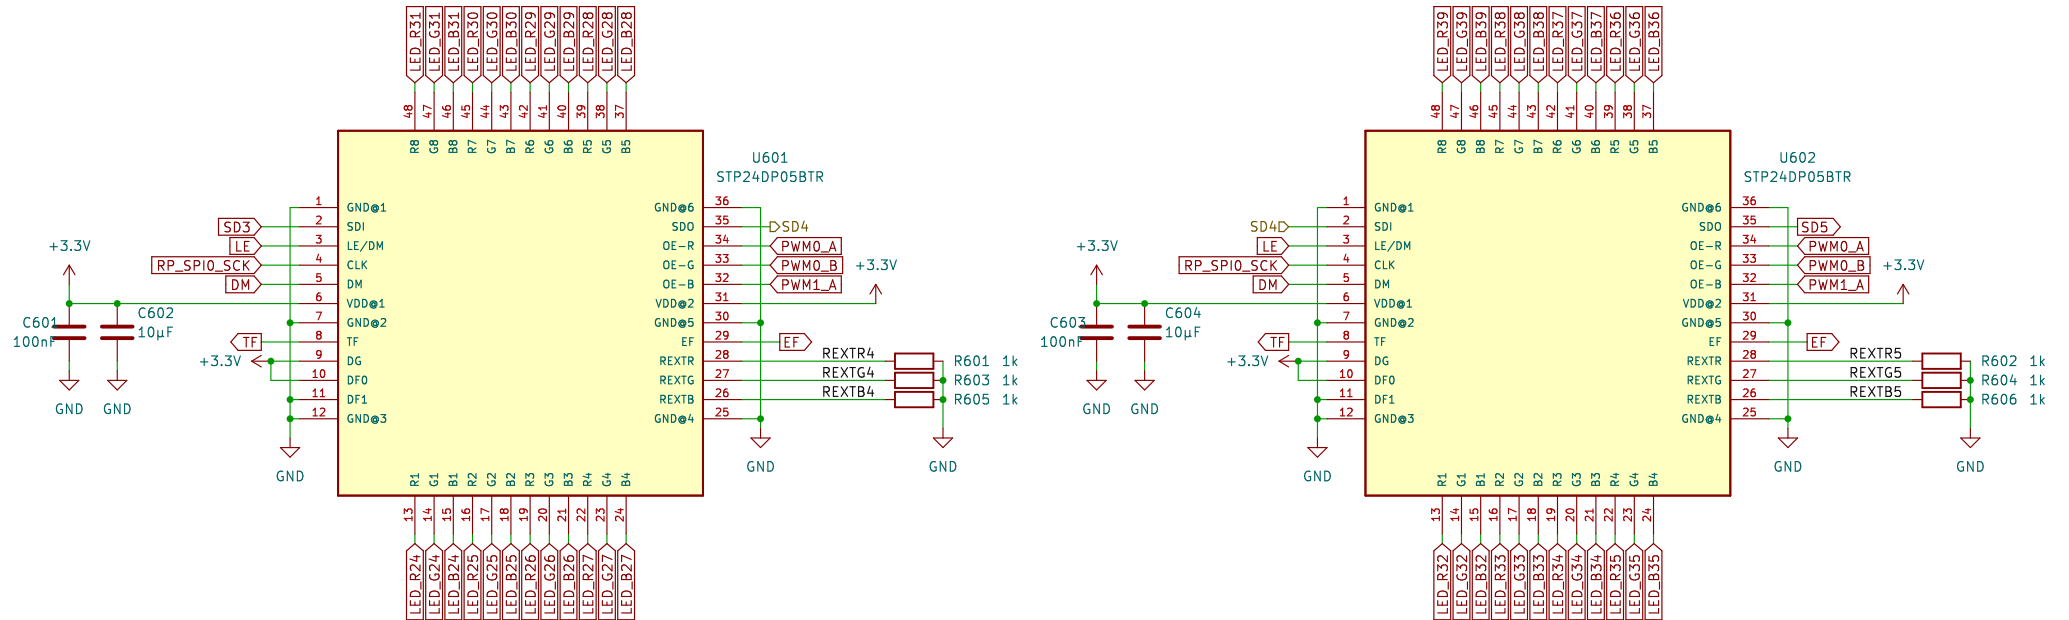 LED_R31 LED_G31 LED_B31 LED_R30 LED_G30 LED_B30 LED_R29 LED_G29 LED_B29 LED_R28 LED_G28 LED_B28
48 47 46 45 44 43 42 41 40 39 38 37
R8 G8 B8 R7 G7 B7 R6 G6 B6 R5 G5 B5
U601
STP24DP05BTR
1 GND@1 GND@6 36
SD3 2 SDI SDO 35 SD4
LE 3 LE/DM OE-R 34 PWM0_A
RP_SPI0_SCK 4 CLK OE-G 33 PWM0_B
DM 5 DM OE-B 32 PWM1_A
6 VDD@1 VDD@2 31
7 GND@2 GND@5 30
TF 8 TF EF 29 EF
+3.3V 9 DG REXTR 28 REXTR4 R601 1k
10 DF0 REXTG 27 REXTG4 R603 1k
11 DF1 REXTB 26 REXTB4 R605 1k
12 GND@3 GND@4 25
+3.3V
+3.3V
C601
100nF
C602
10µF
GND
GND
GND
GND
GND
R1 G1 B1 R2 G2 B2 R3 G3 B3 R4 G4 B4
13 14 15 16 17 18 19 20 21 22 23 24
LED_R24 LED_G24 LED_B24 LED_R25 LED_G25 LED_B25 LED_R26 LED_G26 LED_B26 LED_R27 LED_G27 LED_B27
LED_R39 LED_G39 LED_B39 LED_R38 LED_G38 LED_B38 LED_R37 LED_G37 LED_B37 LED_R36 LED_G36 LED_B36
48 47 46 45 44 43 42 41 40 39 38 37
R8 G8 B8 R7 G7 B7 R6 G6 B6 R5 G5 B5
U602
STP24DP05BTR
1 GND@1 GND@6 36
SD4 2 SDI SDO 35 SD5
LE 3 LE/DM OE-R 34 PWM0_A
RP_SPI0_SCK 4 CLK OE-G 33 PWM0_B
DM 5 DM OE-B 32 PWM1_A
6 VDD@1 VDD@2 31
7 GND@2 GND@5 30
TF 8 TF EF 29 EF
+3.3V 9 DG REXTR 28 REXTR5 R602 1k
10 DF0 REXTG 27 REXTG5 R604 1k
11 DF1 REXTB 26 REXTB5 R606 1k
12 GND@3 GND@4 25
+3.3V
+3.3V
C603
100nF
C604
10µF
GND
GND
GND
GND
GND
R1 G1 B1 R2 G2 B2 R3 G3 B3 R4 G4 B4
13 14 15 16 17 18 19 20 21 22 23 24
LED_R32 LED_G32 LED_B32 LED_R33 LED_G33 LED_B33 LED_R34 LED_G34 LED_B34 LED_R35 LED_G35 LED_B35